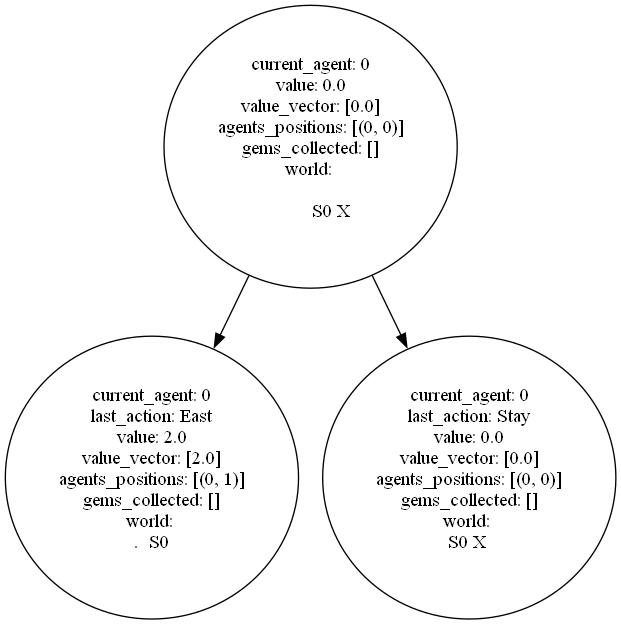 current_agent: 0
value: 0.0
value_vector: [0.0]
agents_positions: [(0, 0)]
gems_collected: []
world:
S0 X
current_agent: 0
last_action: East
value: 2.0
value_vector: [2.0]
agents_positions: [(0, 1)]
gems_collected: []
world:
. S0
current_agent: 0
last_action: Stay
value: 0.0
value_vector: [0.0]
agents_positions: [(0, 0)]
gems_collected: []
world:
S0 X